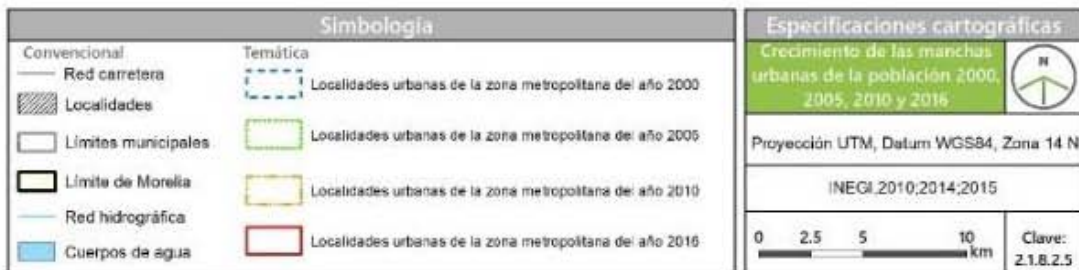 Simbología
Convencional
Red carretera
Localidades
Límites municipales
Límite de Morelia
Red hidrográfica
Cuerpos de agua
Temática
Localidades urbanas de la zona metropolitana del año 2000
Localidades urbanas de la zona metropolitana del año 2005
Localidades urbanas de la zona metropolitana del año 2010
Localidades urbanas de la zona metropolitana del año 2016
Especificaciones cartográficas
Crecimiento de las manchas
urbanas de la población 2000,
2005, 2010 y 2016
N
Proyección UTM, Datum WGS84, Zona 14 N
INEGI,2010;2014;2015
0 2.5 5 10
km
Clave:
2.1.8.2.5